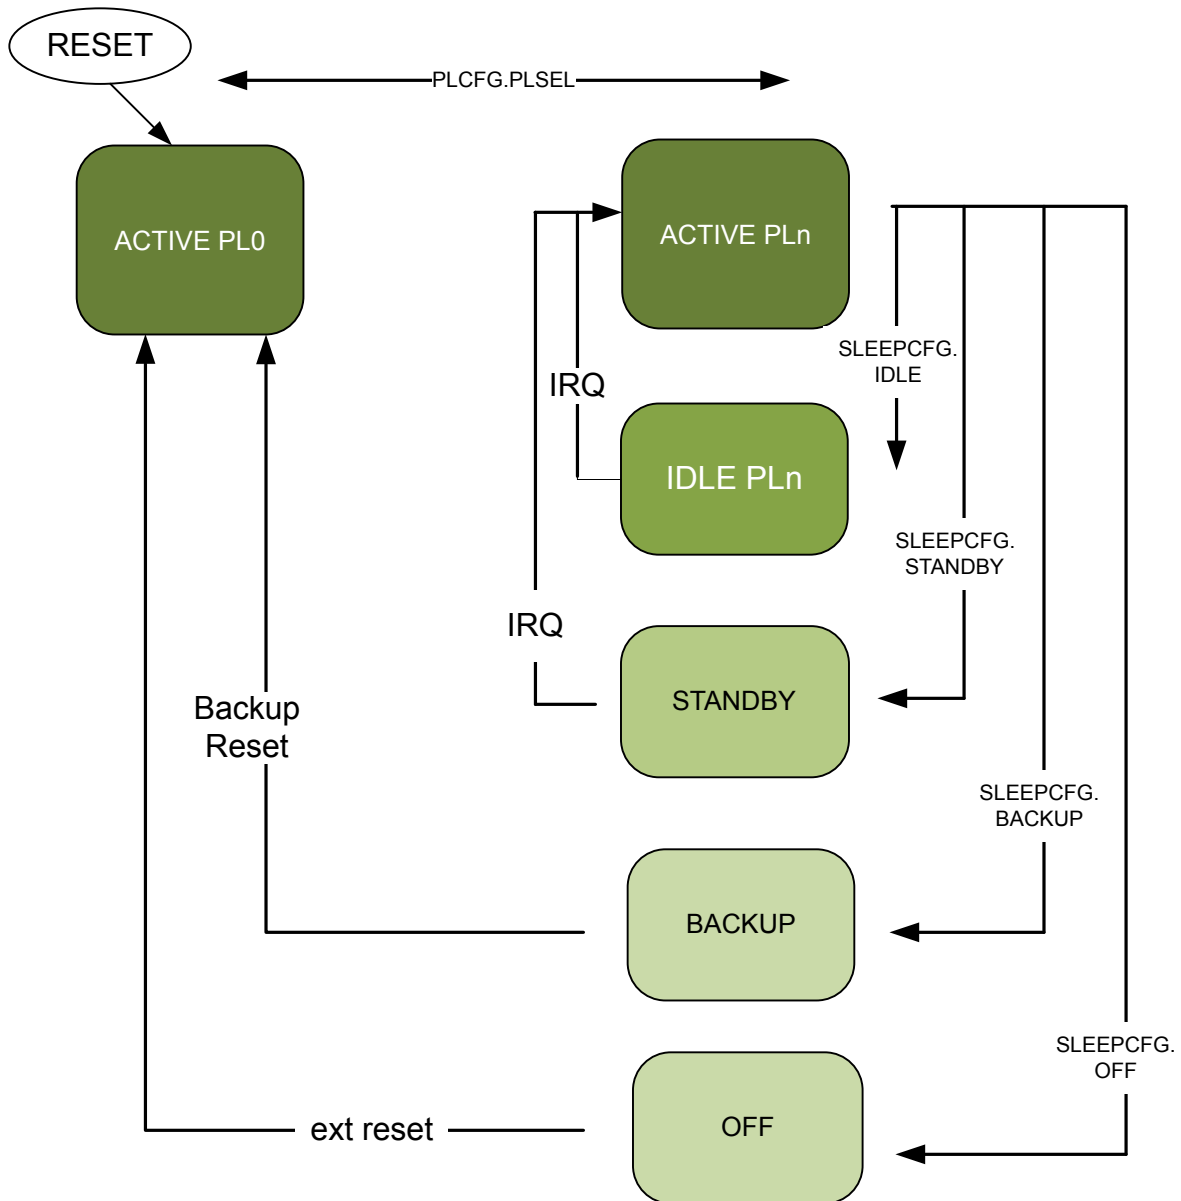 RESET
PLCFG.PLSEL
ACTIVE PL0
ACTIVE PLn
SLEEPCFG.
IDLE
IRQ
IDLE PLn
SLEEPCFG.
STANDBY
IRQ
STANDBY
Backup
Reset
SLEEPCFG.
BACKUP
BACKUP
SLEEPCFG.
OFF
ext reset
OFF